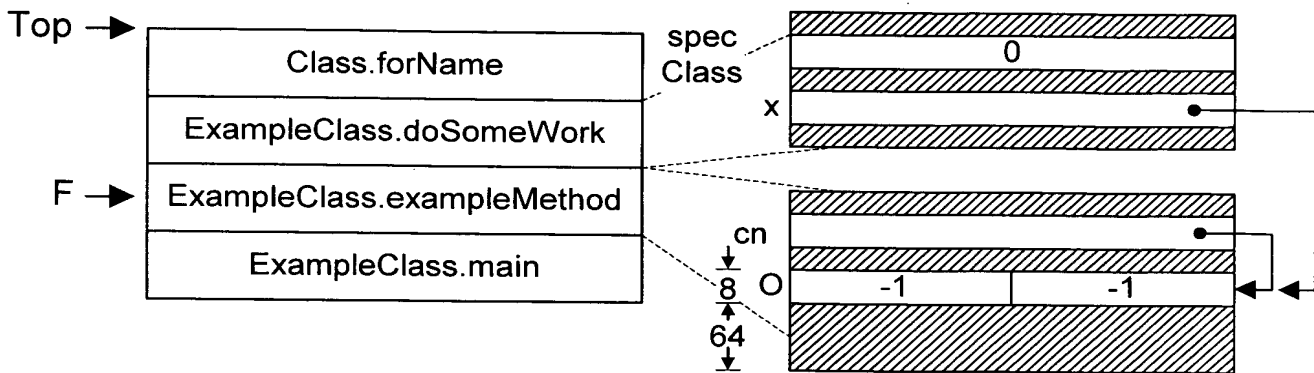 Top
Class.forName
ExampleClass.doSomeWork
F
ExampleClass.exampleMethod
ExampleClass.main
spec
Class
0
x
cn
8
O
-1
-1
64